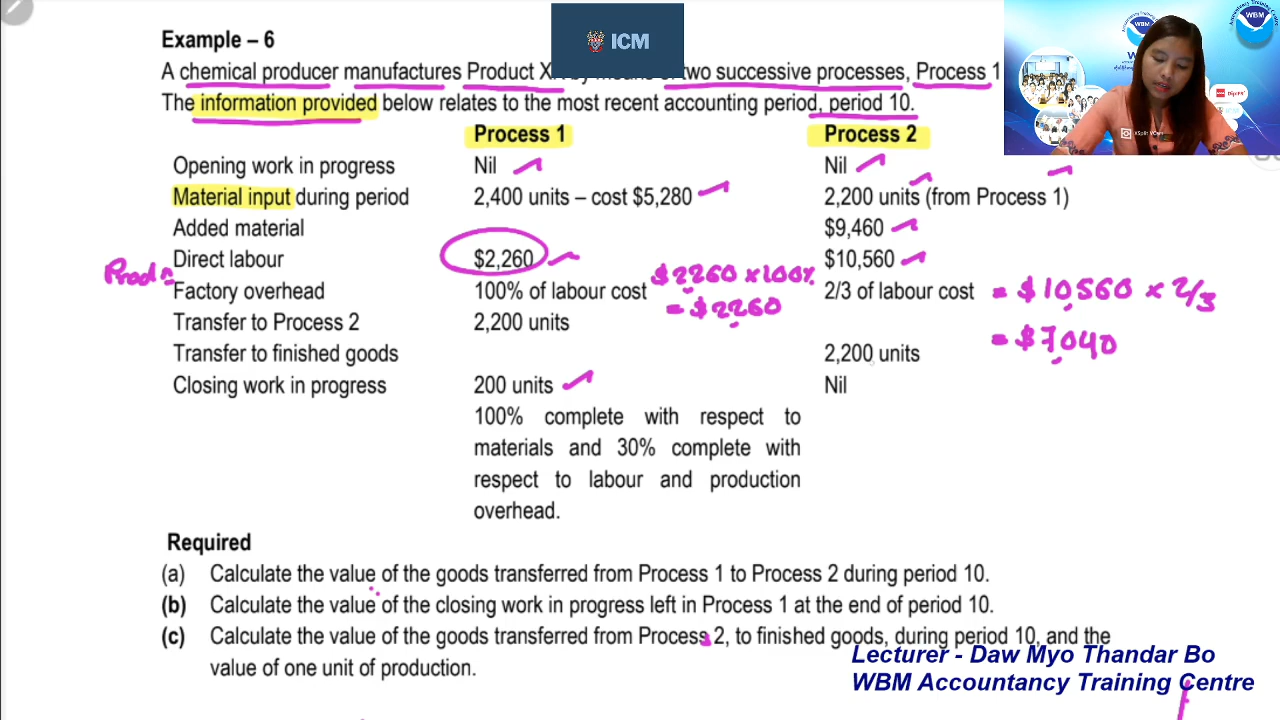 Example – 6
ICM
A chemical producer manufactures Product two successive processes, Process 1
The information provided below relates to the most recent accounting period, period 10.
Process 1 Process 2
Opening work in progress Nil Nil
Material input during period 2,400 units – cost $5,280 2,200 units (from Process 1)
Added material $9,460
Direct labour $2,260 $10,560
Prodn Factory overhead 100% of labour cost $2260 x 100% 2/3 of labour cost = $10,560 x 2/3
= $2260
Transfer to Process 2 2,200 units
= $7,040
Transfer to finished goods 2,200 units
Closing work in progress 200 units Nil
100% complete with respect to
materials and 30% complete with
respect to labour and production
overhead.
Required
(a) Calculate the value of the goods transferred from Process 1 to Process 2 during period 10.
(b) Calculate the value of the closing work in progress left in Process 1 at the end of period 10.
(c) Calculate the value of the goods transferred from Process 2, to finished goods, during period 10, and the
value of one unit of production.
Lecturer - Daw Myo Thandar Bo
WBM Accountancy Training Centre
WBM
WBM
XSplit VCam